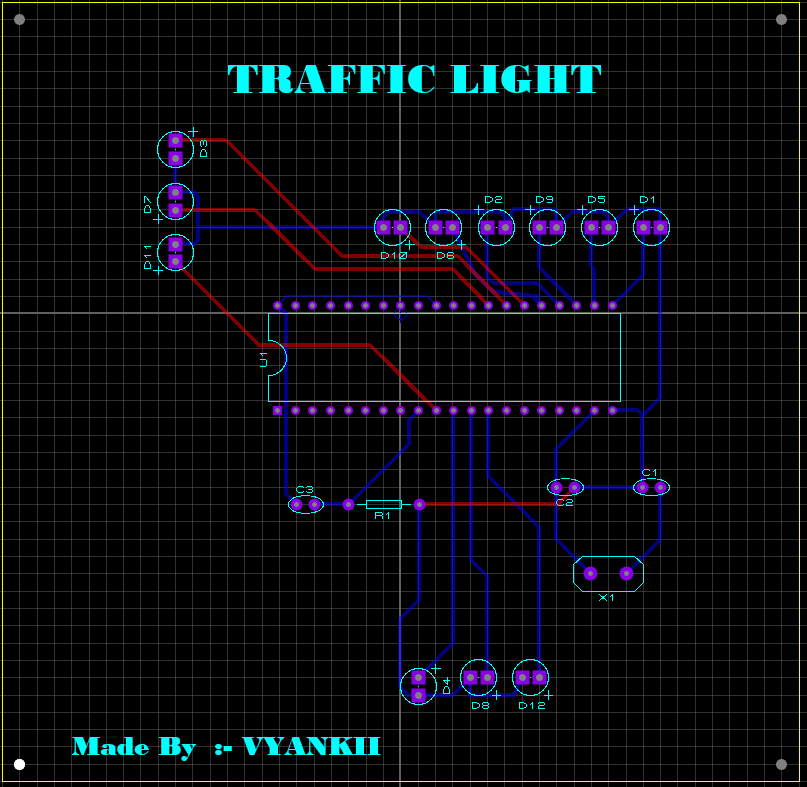 TRAFFIC LIGHT
D3
D7
D11
D10
D6
D2
D9
D5
D1
U1
C3
R1
C2
C1
X1
D4
D8
D12
Made By :- VYANKII